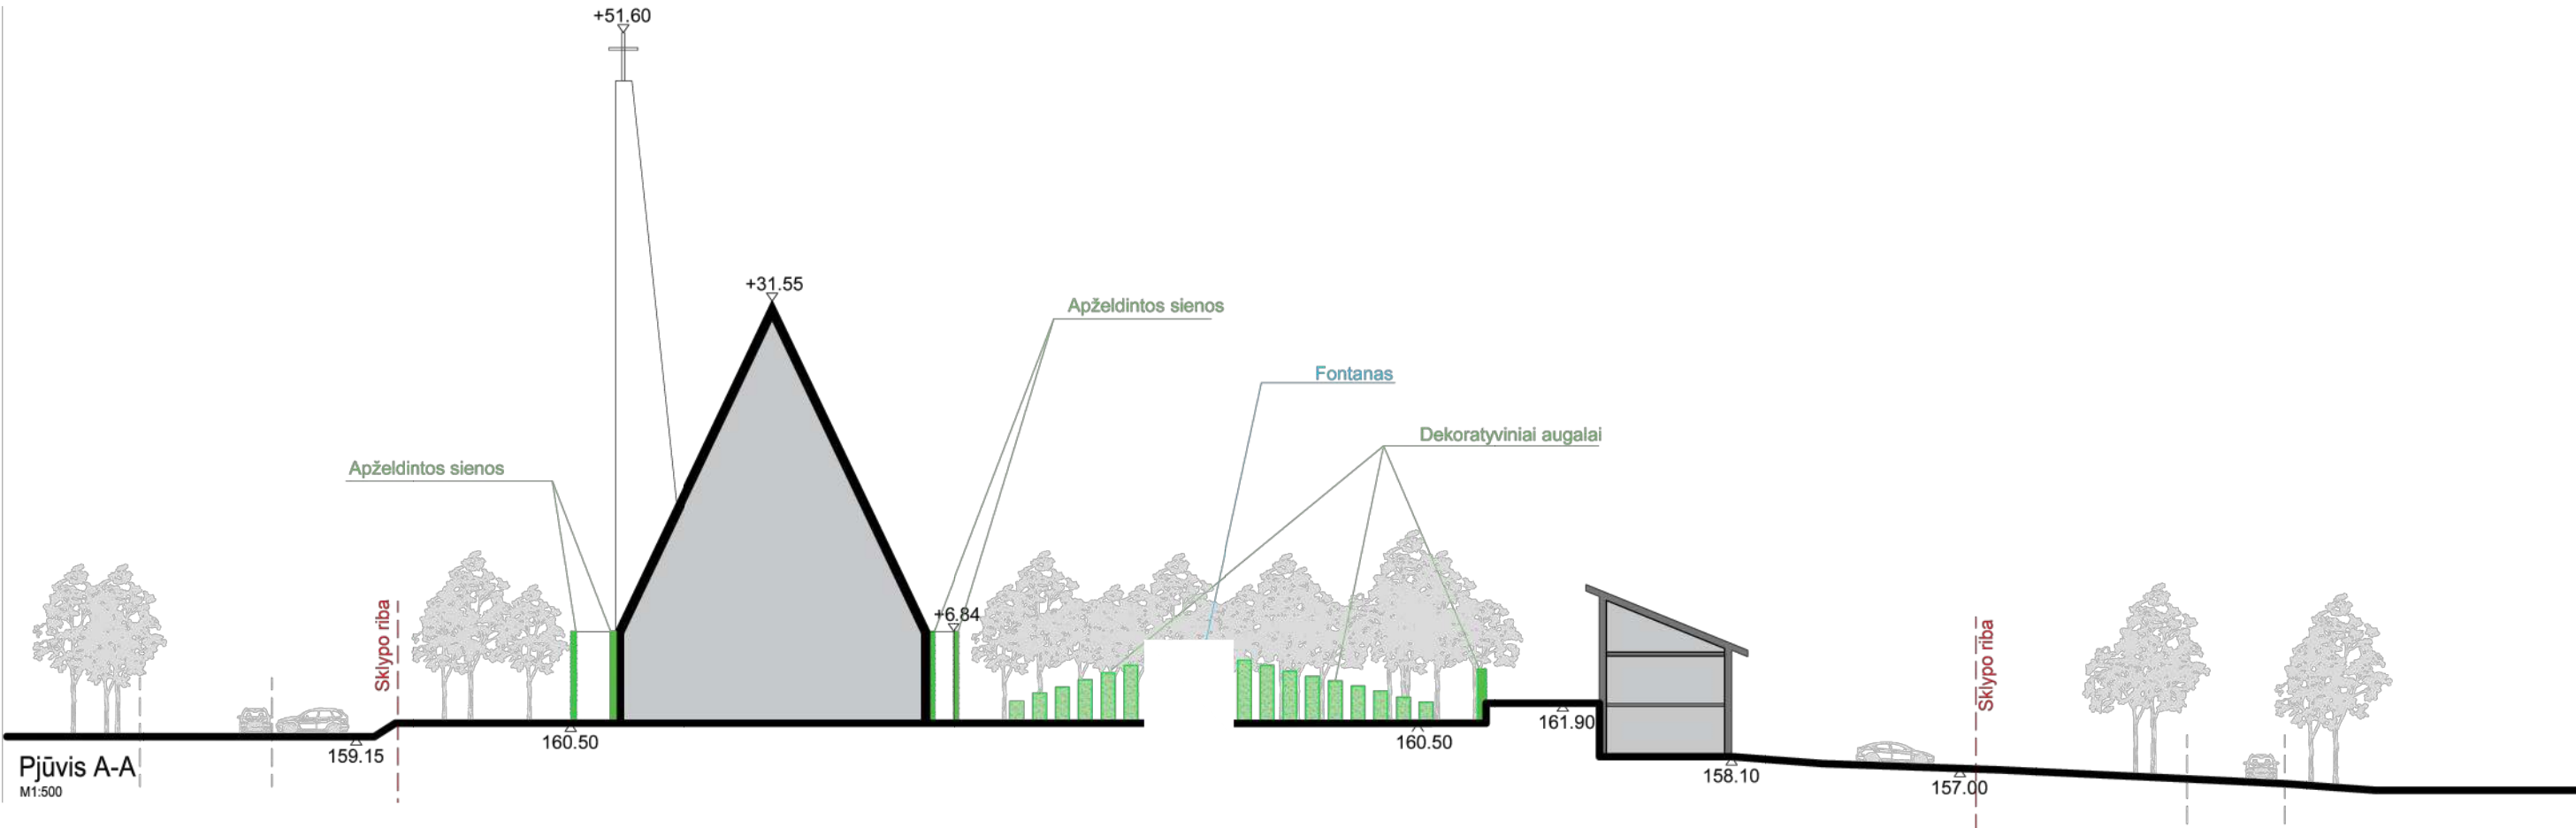 +51.60
+31.55
Apželdintos sienos
Fontanas
Dekoratyviniai augalai
Apželdintos sienos
Sklypo riba
+6.84
Sklypo riba
161.90
159.15
160.50
160.50
158.10
157.00
Pjūvis A-A
M1:500